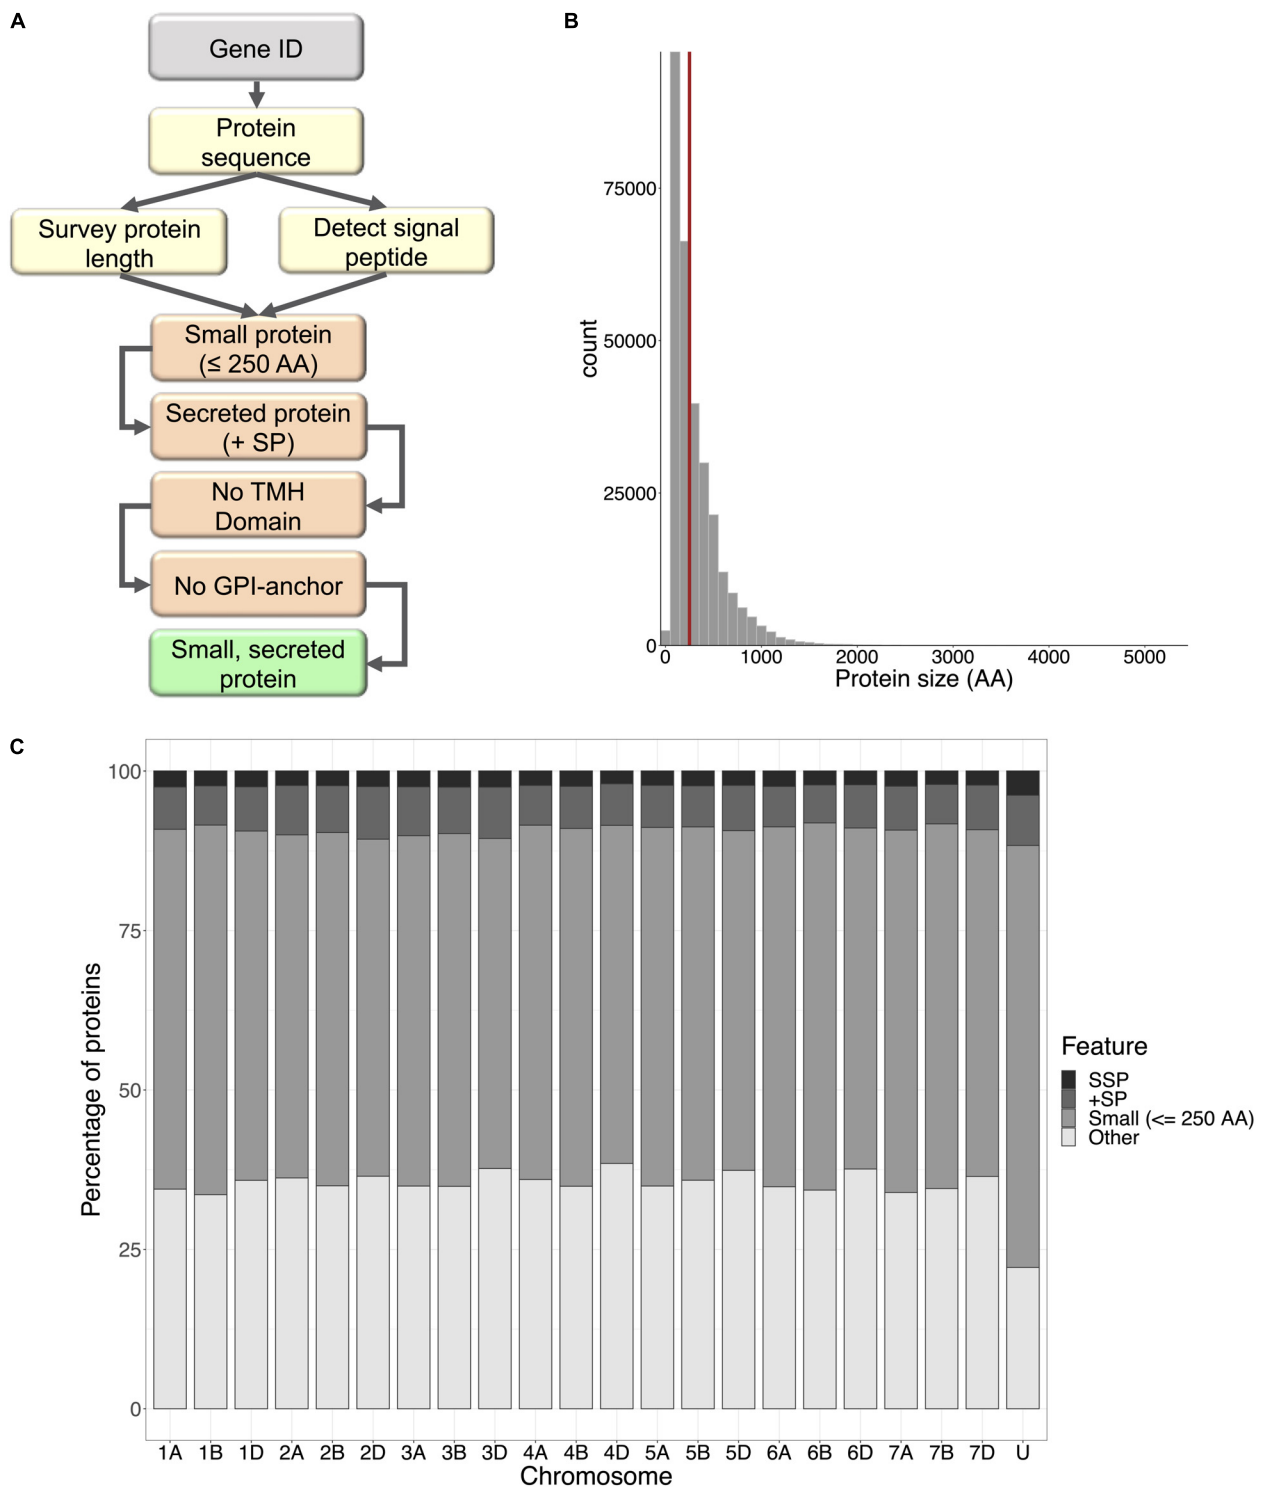 A
Gene ID
Protein
sequence
Survey protein
length
Detect signal
peptide
Small protein
(≤ 250 AA)
Secreted protein
(+ SP)
No TMH
Domain
No GPI-anchor
Small, secreted
protein
B
count
75000
50000
25000
0
0 1000 2000 3000 4000 5000
Protein size (AA)
C
Percentage of proteins
100
75
50
25
0
1A 1B 1D 2A 2B 2D 3A 3B 3D 4A 4B 4D 5A 5B 5D 6A 6B 6D 7A 7B 7D U
Chromosome
Feature
SSP
+SP
Small (<= 250 AA)
Other